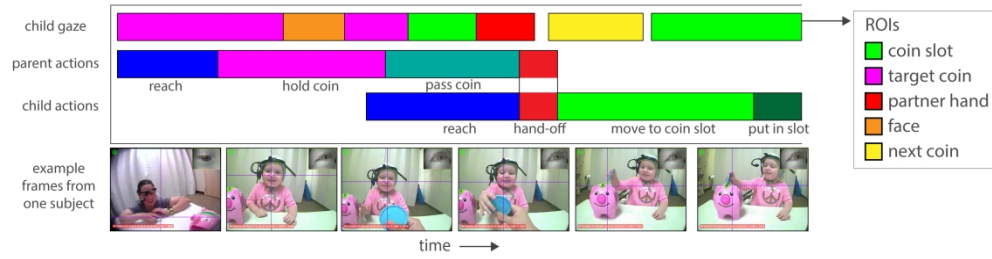 child gaze
parent actions
reach
hold coin
pass coin
child actions
reach
hand-off
move to coin slot
put in slot
example
frames from
one subject
time
ROIs
coin slot
target coin
partner hand
face
next coin